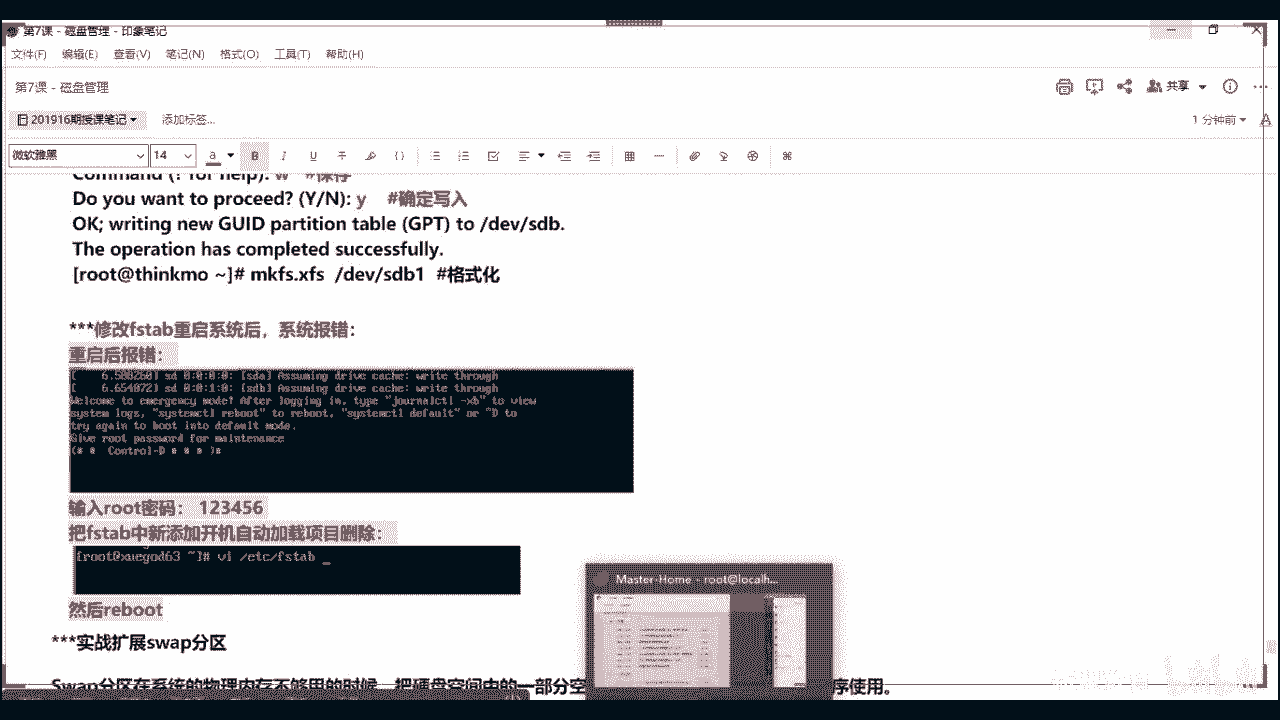 第7课 - 磁盘管理 - 印象笔记
文件(F) 编辑(E) 查看(V) 笔记(N) 格式(O) 工具(T) 帮助(H)
第7课 - 磁盘管理
共享
201916期授课笔记 添加标签...
1 分钟前
微软雅黑 14
Command (? for help): w #保存
Do you want to proceed? (Y/N): y #确定写入
OK; writing new GUID partition table (GPT) to /dev/sdb.
The operation has completed successfully.
[root@thinkmo ~]# mkfs.xfs /dev/sdb1 #格式化
***修改fstab重启系统后，系统报错：
重启后报错：
sd 0:0:0:0: [sda] Assuming drive cache: write through
sd 0:0:1:0: [sdb] Assuming drive cache: write through
Welcome to emergency mode! After logging in, type "journalctl -xb" to view
system logs, "systemctl reboot" to reboot, "systemctl default" or ^D to
try again to boot into default mode.
Give root password for maintenance
输入root密码： 123456
把fstab中新添加开机自动加载项目删除：
[root@xuegod63 ~]# vi /etc/fstab _
然后reboot
***实战扩展swap分区
Master-Home - root@localh...
Swap分区在系统的物理内存不够用的时候，把硬盘空间中的一部分空
序使用。